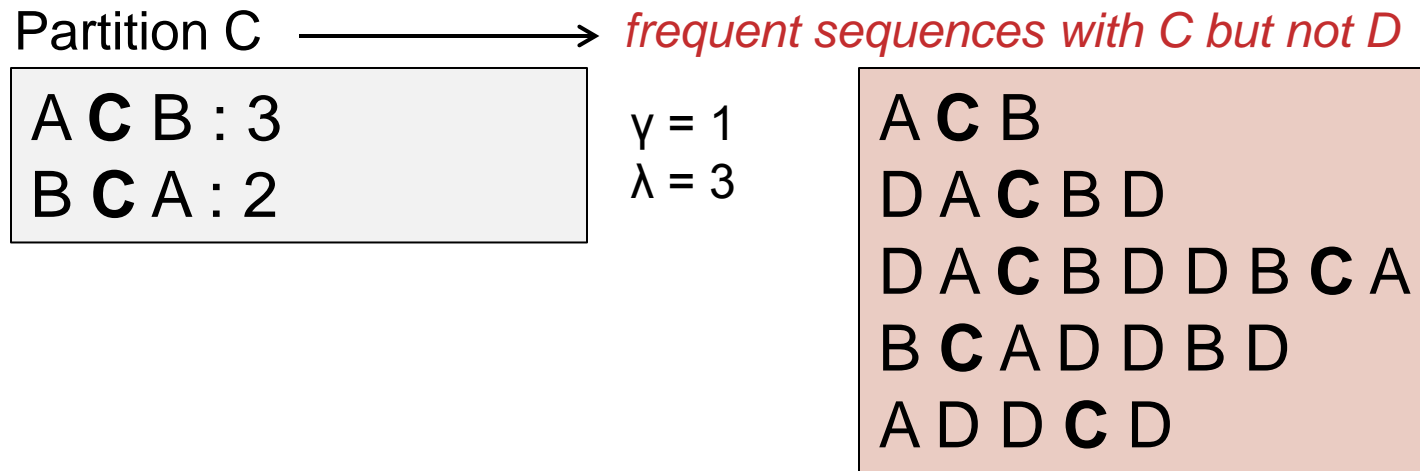 Partition C
frequent sequences with C but not D
A C B : 3
B C A : 2
γ = 1
λ = 3
A C B
D A C B D
D A C B D D B C A
B C A D D B D
A D D C D